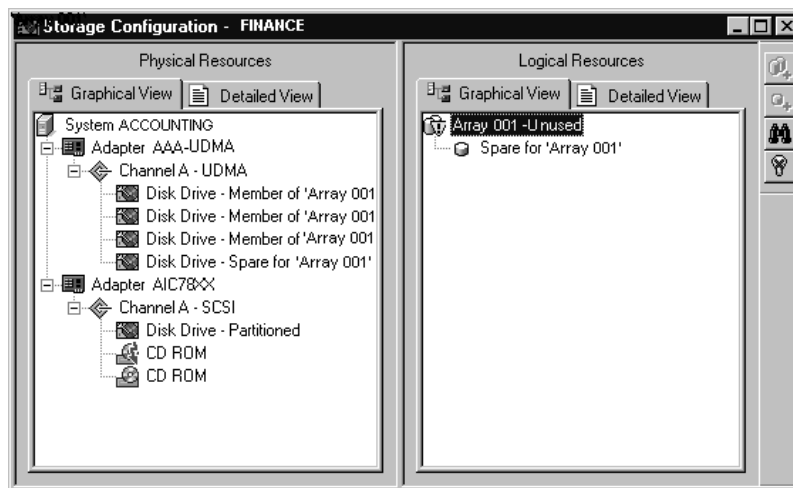 Storage Configuration - FINANCE
Physical Resources
Graphical View
Detailed View
System ACCOUNTING
Adapter AAA-UDMA
Channel A - UDMA
Disk Drive - Member of 'Array 001
Disk Drive - Member of 'Array 001
Disk Drive - Member of 'Array 001
Disk Drive - Spare for 'Array 001'
Adapter AIC78XX
Channel A - SCSI
Disk Drive - Partitioned
CD ROM
CD ROM
Logical Resources
Graphical View
Detailed View
Array 001 -Unused
Spare for 'Array 001'